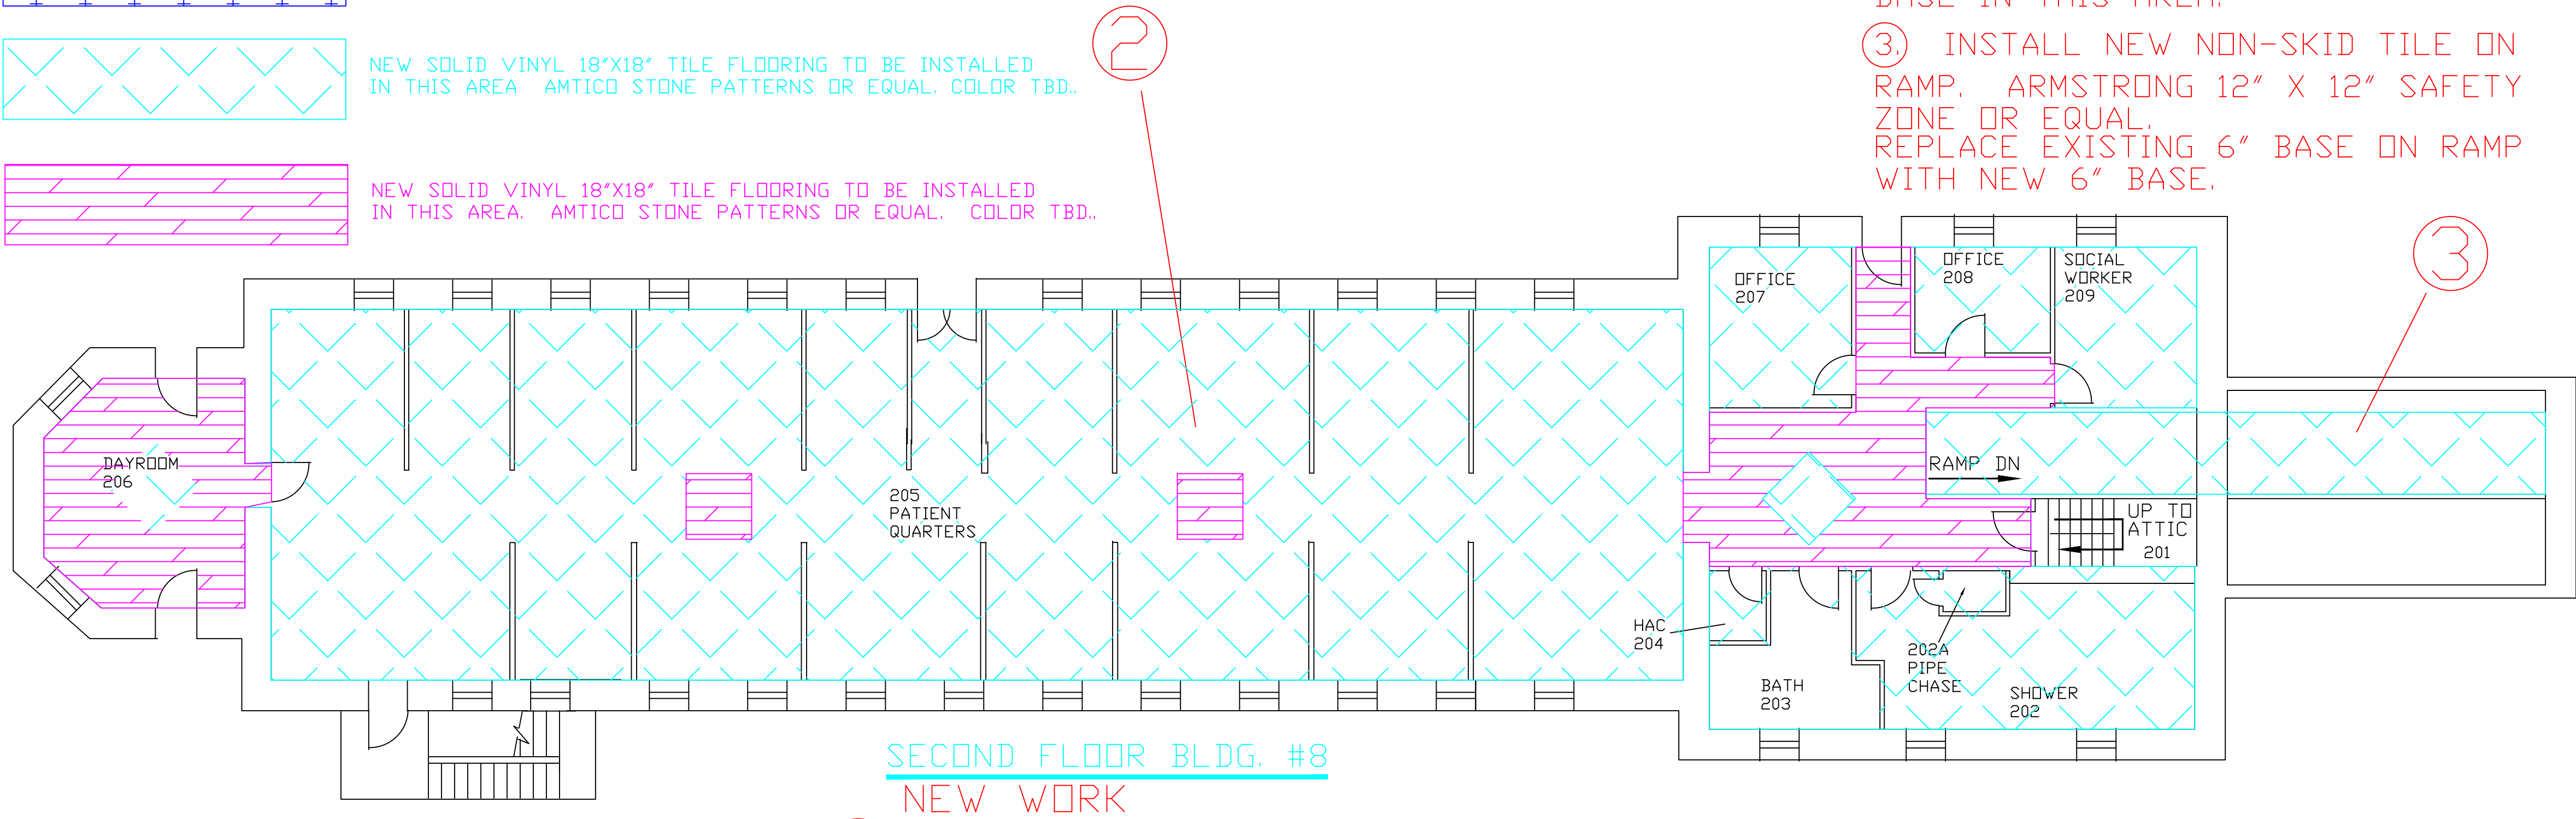 BASE IN THIS AREA.
2
3. INSTALL NEW NON-SKID TILE ON
RAMP. ARMSTRONG 12" X 12" SAFETY
ZONE OR EQUAL.
REPLACE EXISTING 6" BASE ON RAMP
WITH NEW 6" BASE.
NEW SOLID VINYL 18"X18" TILE FLOORING TO BE INSTALLED
IN THIS AREA AMTICO STONE PATTERNS OR EQUAL. COLOR TBD..
NEW SOLID VINYL 18"X18" TILE FLOORING TO BE INSTALLED
IN THIS AREA. AMTICO STONE PATTERNS OR EQUAL. COLOR TBD..
3
OFFICE
207
OFFICE
208
SOCIAL
WORKER
209
DAYROOM
206
205
PATIENT
QUARTERS
RAMP DN
UP TO
ATTIC
201
HAC
204
BATH
203
202A
PIPE
CHASE
SHOWER
202
SECOND FLOOR BLDG. #8
NEW WORK